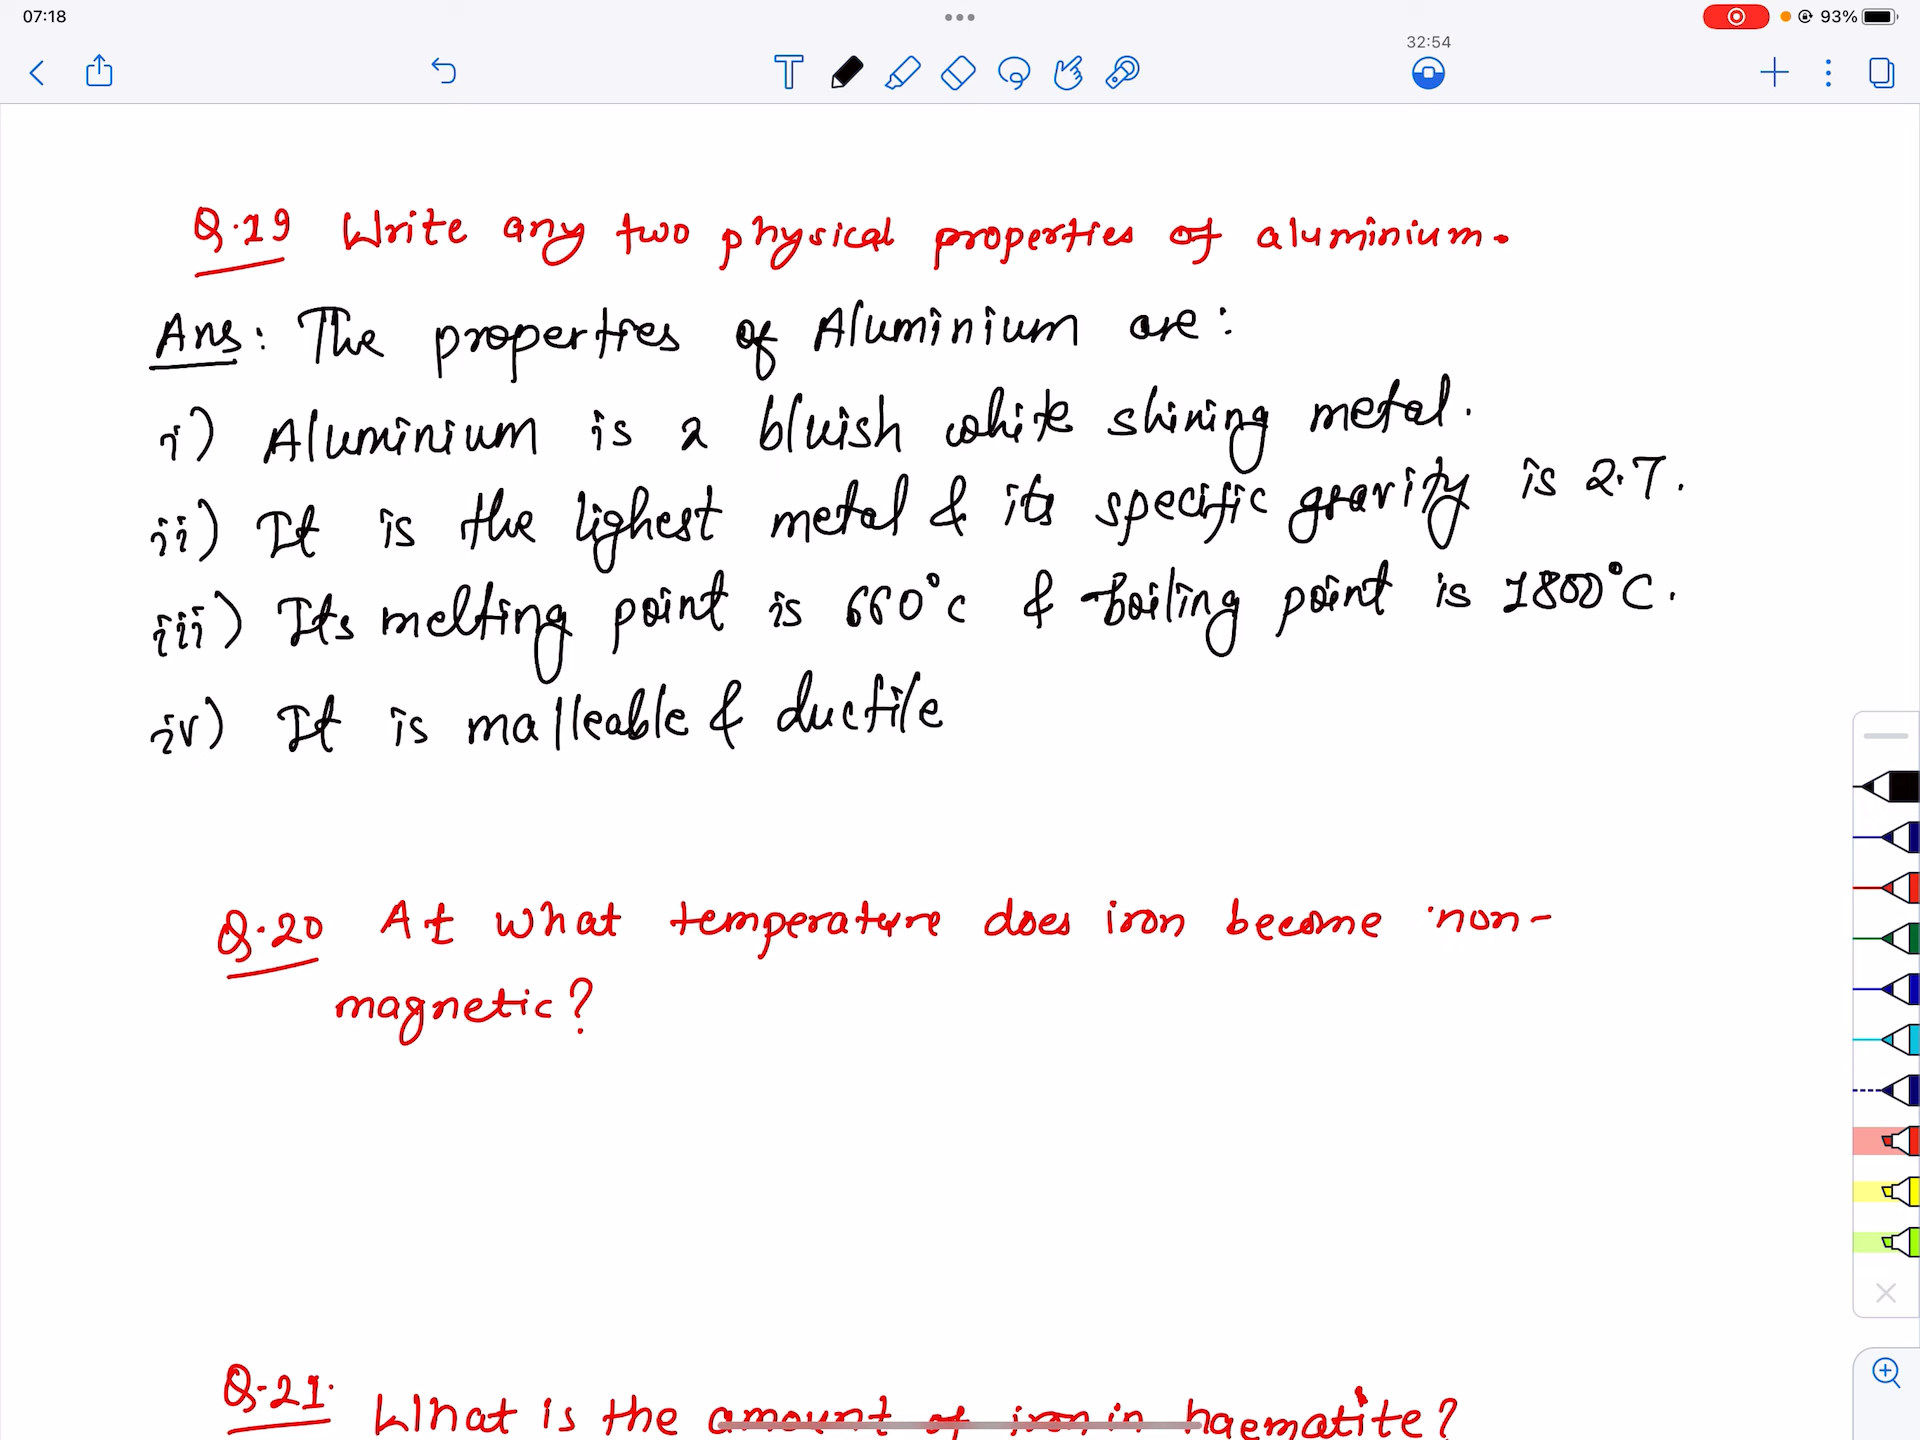 07:18
93%
32:54
Q.19 Write any two physical properties of aluminium.
Ans: The properties of Aluminium are:
i) Aluminium is a bluish white shining metal.
ii) It is the lighest metal & its specific gravity is 2.7.
iii) Its melting point is 660°c & boiling point is 1800°C.
iv) It is malleable & ductile
Q.20 At what temperature does iron become non-
magnetic?
Q.21. What is the amount of iron in haematite?